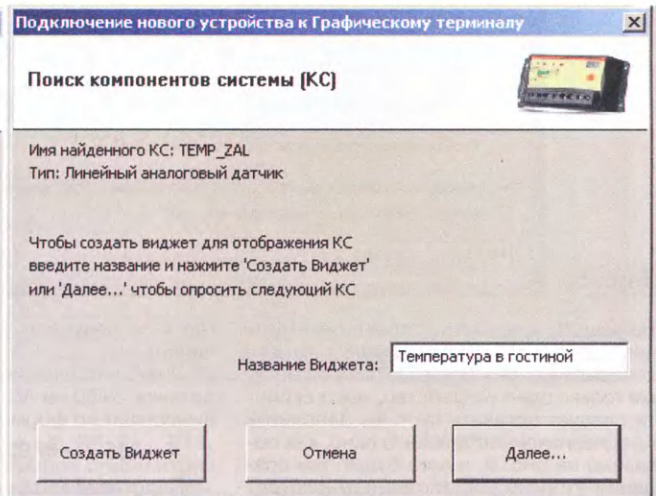 Подключение нового устройства к Графическому терминалу
Поиск компонентов системы (КС)
Имя найденного КС: TEMP_ZAL
Тип: Линейный аналоговый датчик
Чтобы создать виджет для отображения КС
введите название и нажмите 'Создать Виджет'
или 'Далее...' чтобы опросить следующий КС
Название Виджета: Температура в гостиной
Создать Виджет Отмена Далее...